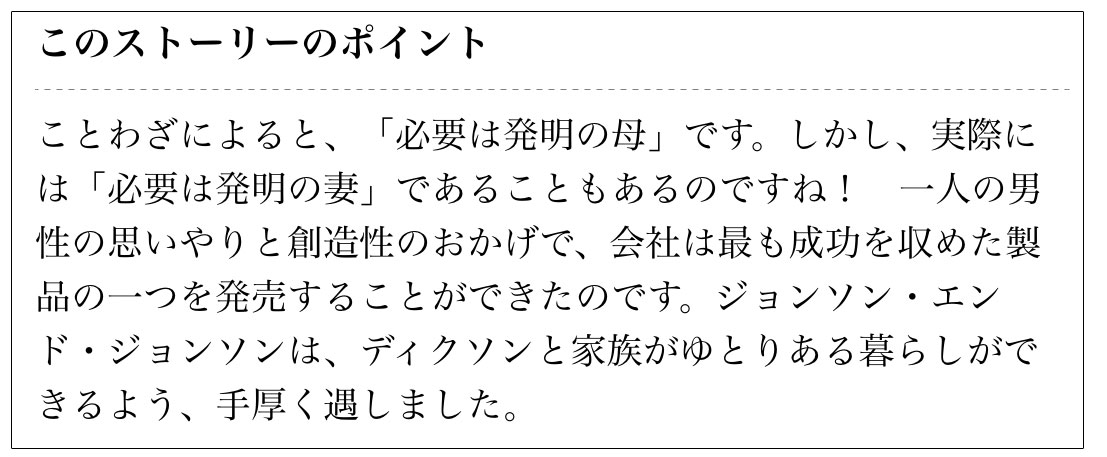 このストーリーのポイント
ことわざによると、「必要は発明の母」です。しかし、実際に
は「必要は発明の妻」であることもあるのですね！　一人の男
性の思いやりと創造性のおかげで、会社は最も成功を収めた製
品の一つを発売することができたのです。ジョンソン・エン
ド・ジョンソンは、ディクソンと家族がゆとりある暮らしがで
きるよう、手厚く遇しました。